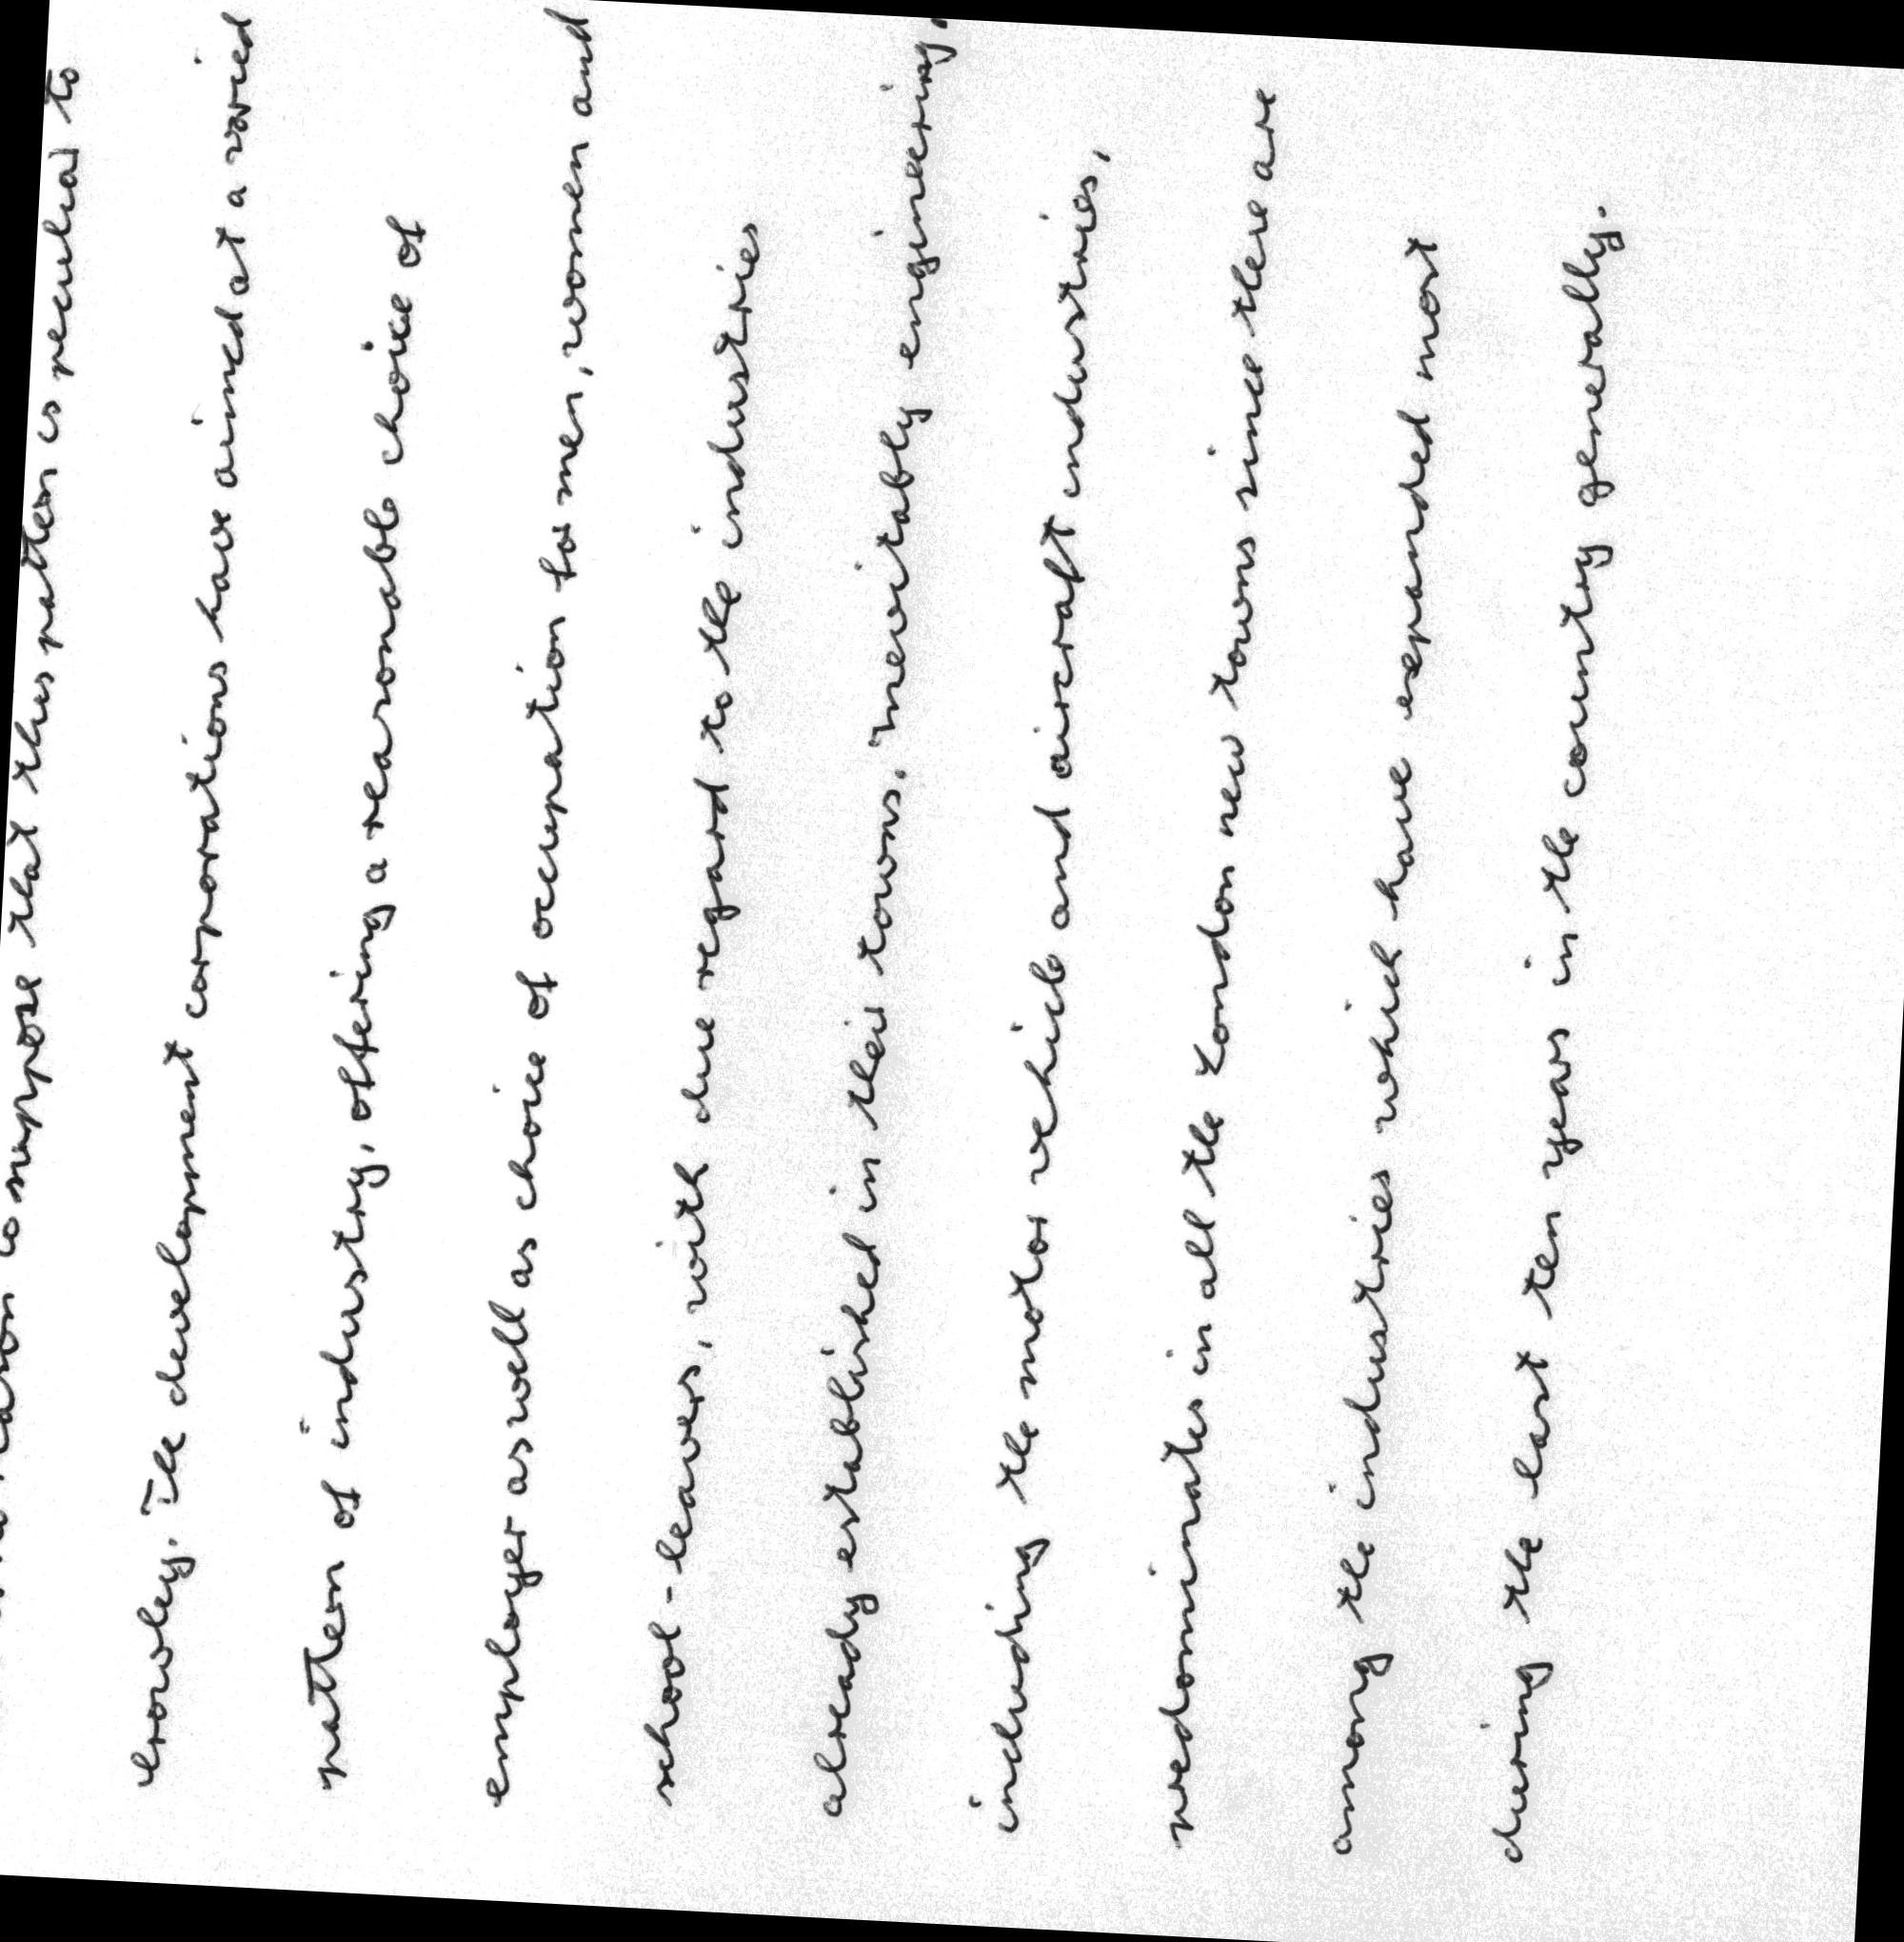 to suppose that this pattern is peculiar to
Crawley. The development corporations have aimed at a varied
pattern of industry, offering a reasonable choice of
employer as well as choice of occupation for men, women and
school-leavers, with due regard to the industries
already established in their towns. Inevitably engineering,
including the motor vehicle and aircraft industries,
predominates in all the London new towns since there are
among the industries which have expanded most
during the last ten years in the country generally.